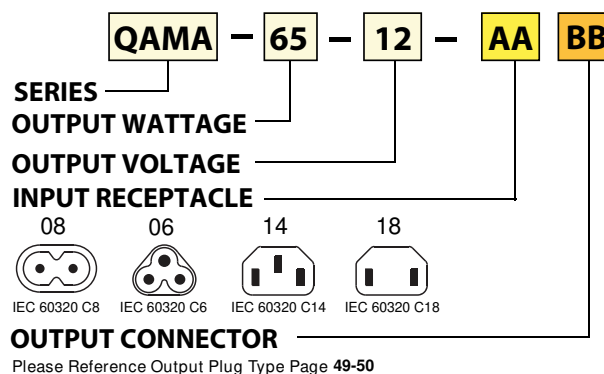 QAMA - 65 - 12 - AA BB
SERIES
OUTPUT WATTAGE
OUTPUT VOLTAGE
INPUT RECEPTACLE
08 06 14 18
IEC 60320 C8 IEC 60320 C6 IEC 60320 C14 IEC 60320 C18
OUTPUT CONNECTOR
Please Reference Output Plug Type Page 49-50